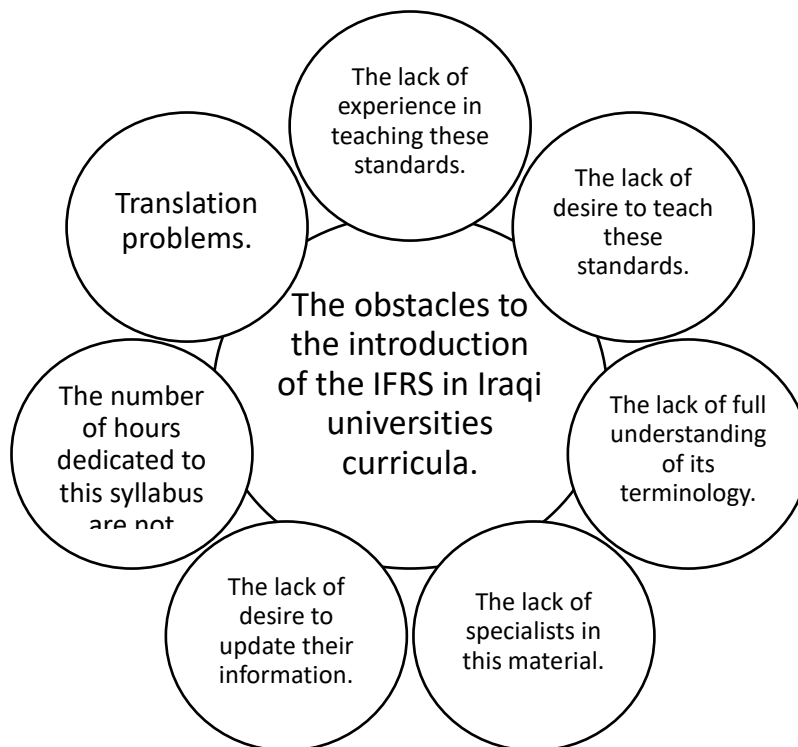 The lack of
experience in
teaching these
standards.
The lack of
desire to teach
these
standards.
The lack of full
understanding
of its
terminology.
The lack of
specialists in
this material.
The lack of
desire to
update their
information.
The number
of hours
dedicated to
this syllabus
are not
Translation
problems.
The obstacles to
the introduction
of the IFRS in Iraqi
universities
curricula.